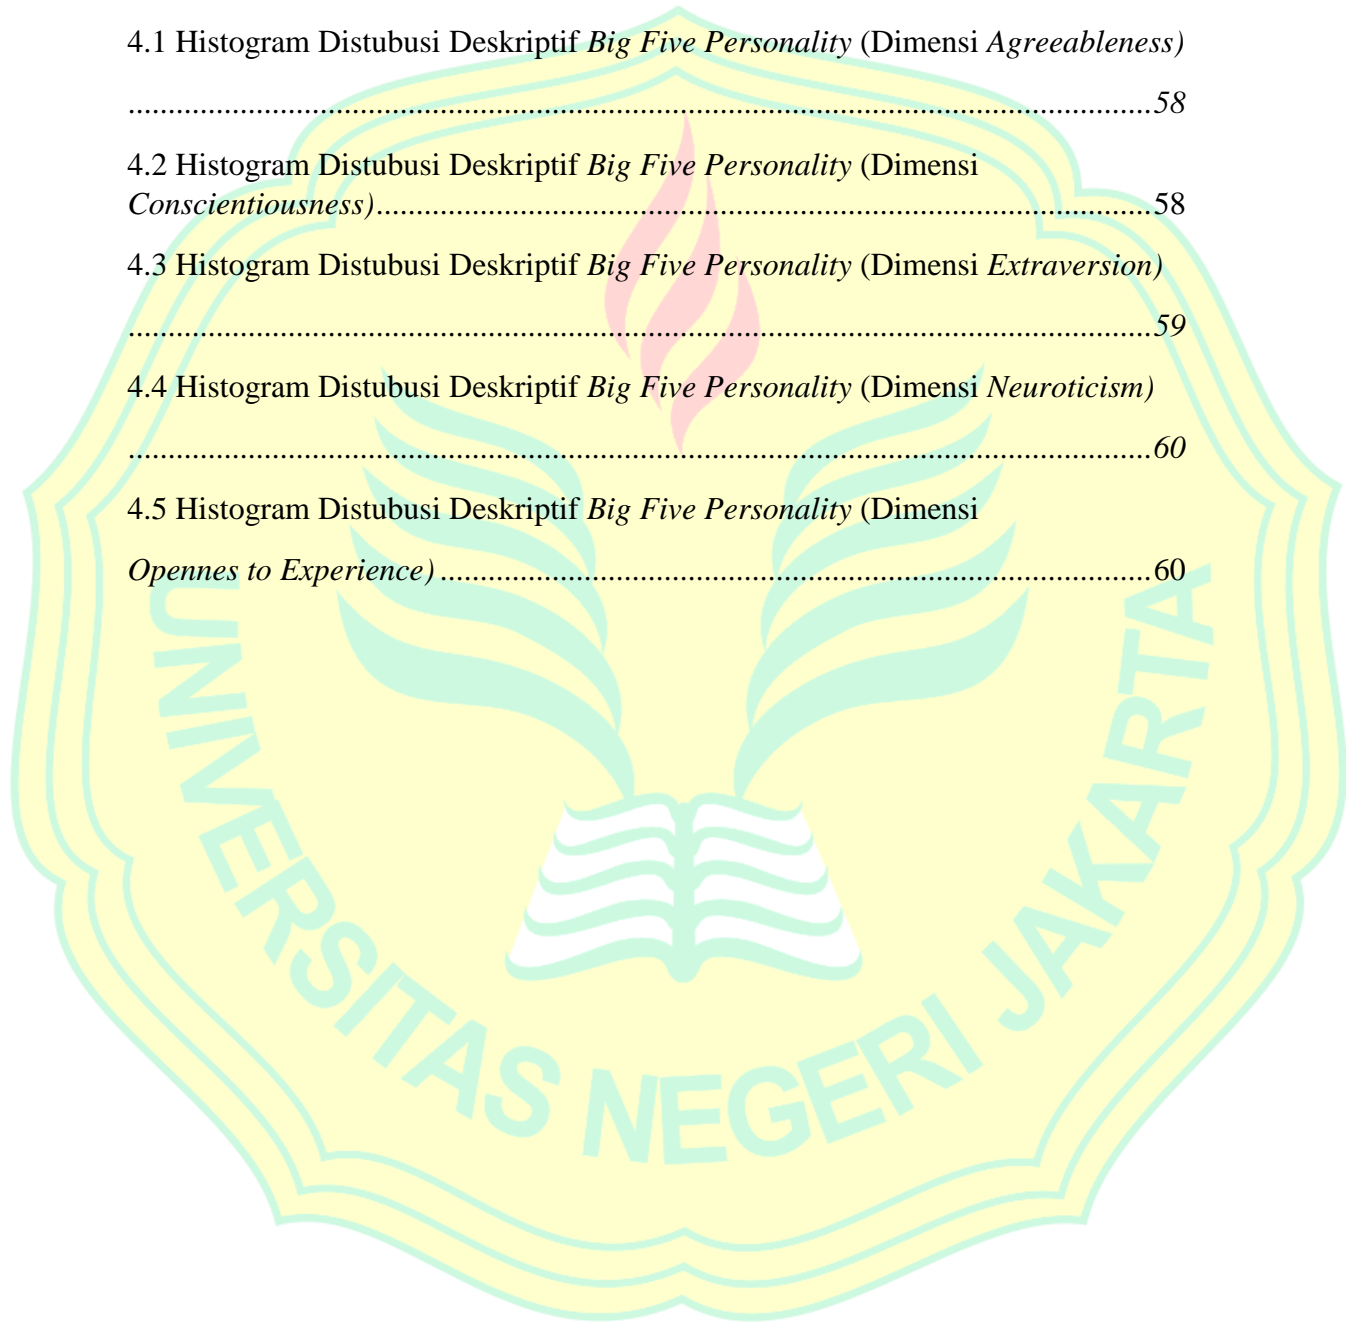 4.1 Histogram Distubusi Deskriptif Big Five Personality (Dimensi Agreeableness)
..................................................................................................................................58
4.2 Histogram Distubusi Deskriptif Big Five Personality (Dimensi
Conscientiousness)..................................................................................................58
4.3 Histogram Distubusi Deskriptif Big Five Personality (Dimensi Extraversion)
..................................................................................................................................59
4.4 Histogram Distubusi Deskriptif Big Five Personality (Dimensi Neuroticism)
..................................................................................................................................60
4.5 Histogram Distubusi Deskriptif Big Five Personality (Dimensi
Opennes to Experience) ..........................................................................................60
UNIVERSITAS NEGERI JAKARTA